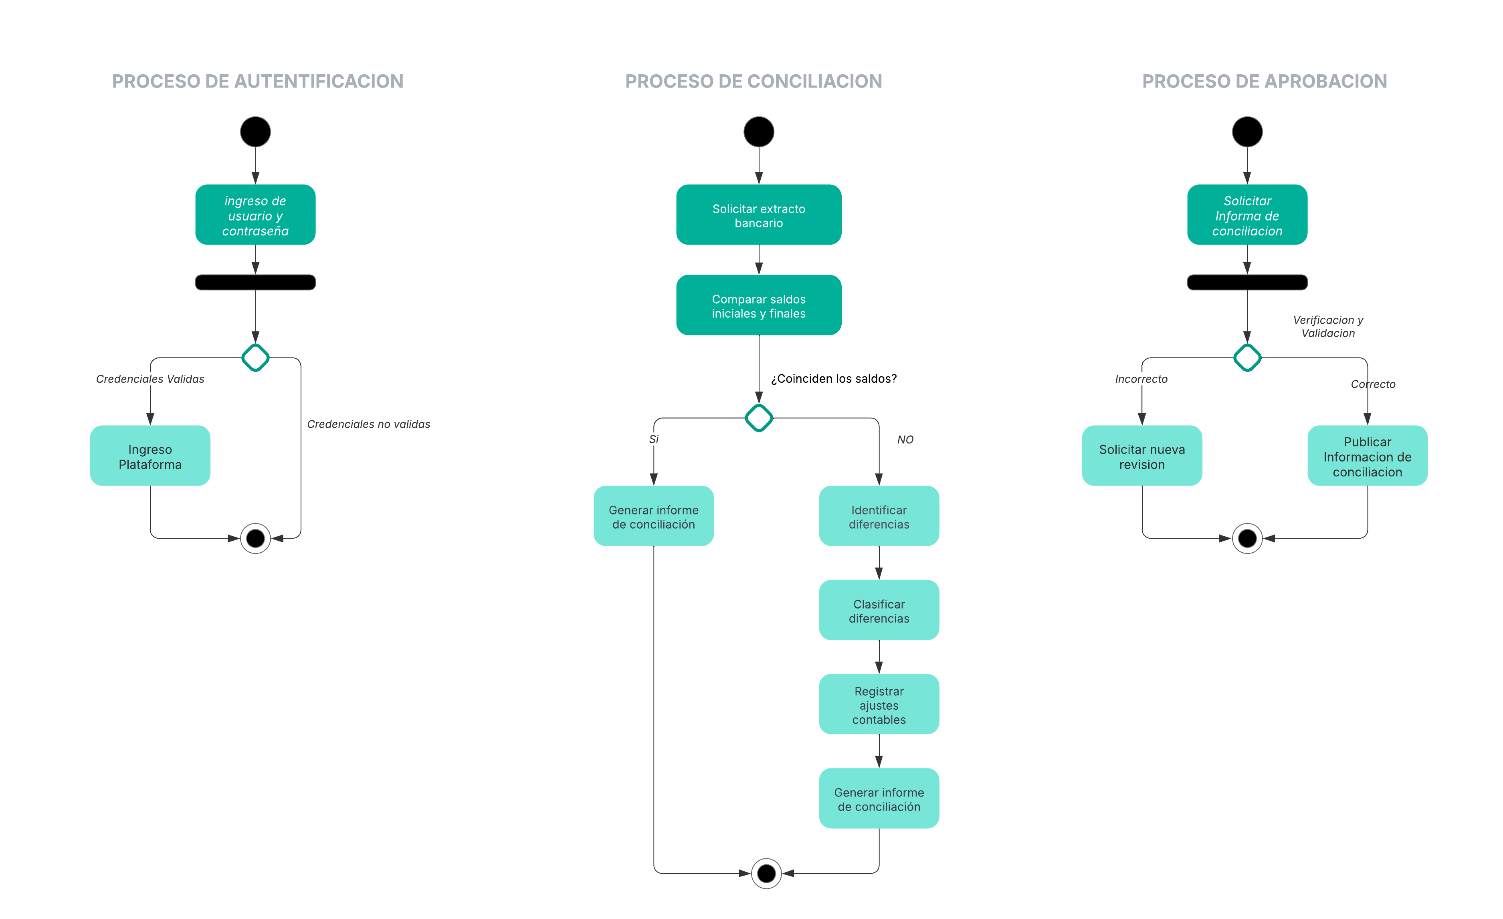 PROCESO DE AUTENTIFICACION
ingreso de
usuario y
contraseña
Credenciales Validas
Credenciales no validas
Ingreso
Plataforma
PROCESO DE CONCILIACION
Solicitar extracto
bancario
Comparar saldos
iniciales y finales
¿Coinciden los saldos?
Si
NO
Generar informe
de conciliación
Identificar
diferencias
Clasificar
diferencias
Registrar
ajustes
contables
Generar informe
de conciliación
PROCESO DE APROBACION
Solicitar
Informa de
conciliacion
Verificacion y
Validacion
Incorrecto
Correcto
Solicitar nueva
revision
Publicar
Informacion de
conciliacion